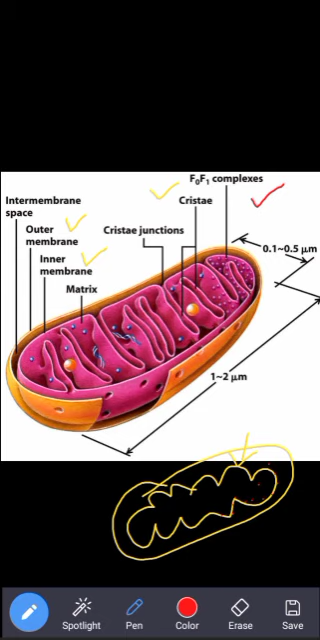 F₀F₁ complexes
Intermembrane
space
Cristae
Outer
membrane
Cristae junctions
0.1~0.5 μm
Inner
membrane
Matrix
1~2 μm
Spotlight
Pen
Color
Erase
Save